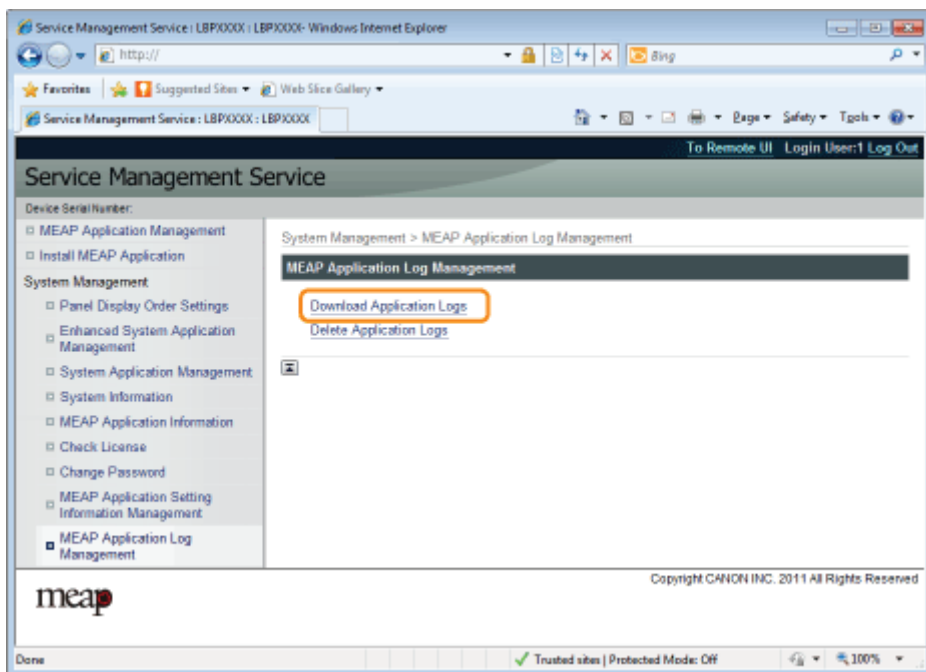 Service Management Service : LBPXXXX : LBPXXXX- Windows Internet Explorer
http://
Bing
Favorites Suggested Sites Web Slice Gallery
Service Management Service : LBPXXXX : LBPXXXX
Page Safety Tools
To Remote UI Login User:1 Log Out
Service Management Service
Device Serial Number:
MEAP Application Management
Install MEAP Application
System Management
Panel Display Order Settings
Enhanced System Application
Management
System Application Management
System Information
MEAP Application Information
Check License
Change Password
MEAP Application Setting
Information Management
MEAP Application Log
Management
System Management > MEAP Application Log Management
MEAP Application Log Management
Download Application Logs
Delete Application Logs
Copyright CANON INC. 2011 All Rights Reserved
meap
Done
Trusted sites | Protected Mode: Off
100%